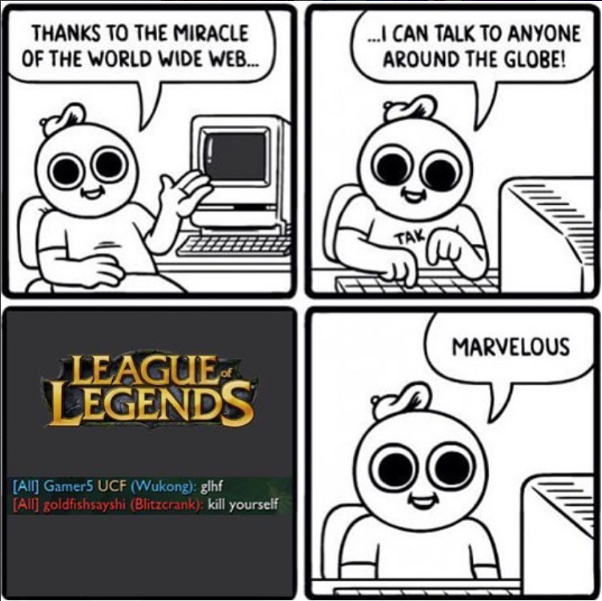 THANKS TO THE MIRACLE
OF THE WORLD WIDE WEB...
...I CAN TALK TO ANYONE
AROUND THE GLOBE!
TAK
LEAGUE of
LEGENDS
[All] Gamer5 UCF (Wukong): glhf
[All] goldfishsayshi (Blitzcrank): kill yourself
MARVELOUS